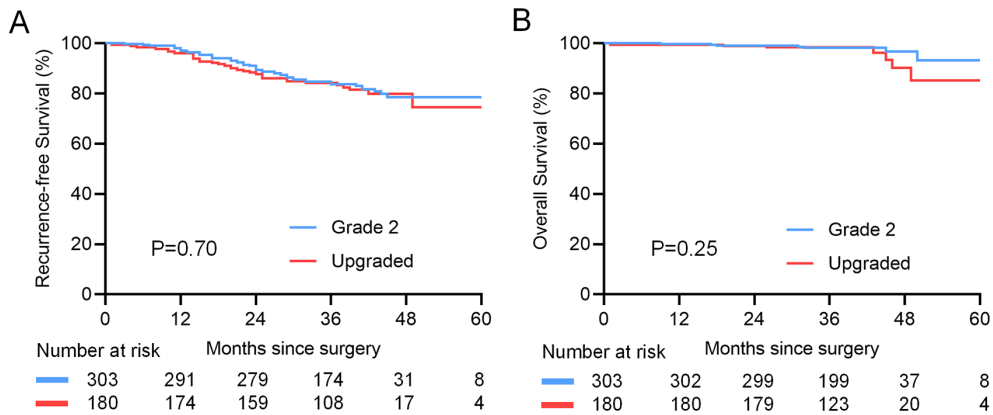 A
Recurrence-free Survival (%)
100
80
60
40
20
0
P=0.70
Grade 2
Upgraded
0 12 24 36 48 60
Months since surgery
Number at risk
303 291 279 174 31 8
180 174 159 108 17 4
B
Overall Survival (%)
100
80
60
40
20
0
P=0.25
Grade 2
Upgraded
0 12 24 36 48 60
Months since surgery
Number at risk
303 302 299 199 37 8
180 180 179 123 20 4